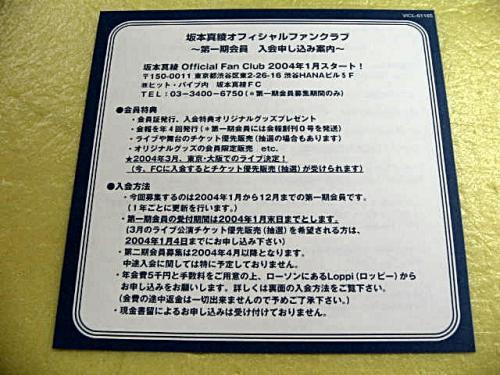 VICL-61165
坂本真綾オフィシャルファンクラブ
～第一期会員 入会申し込み案内～
坂本真綾 Official Fan Club 2004年1月スタート！
〒150-0011 東京都渋谷区東2-26-16 渋谷HANAビル5F
㈱ヒット・パイプ内 坂本真綾FC
TEL：03-3400-6750（＊第一期会員募集期間のみ）
●会員特典
・会員証発行、入会特典オリジナルグッズプレゼント
・会報を年4回発行（＊第一期会員には会報創刊0号を発送）
・ライブや舞台のチケット優先販売（抽選の場合もあります）
・オリジナルグッズの会員限定販売 etc.
★2004年3月、東京・大阪でのライブ決定！
（今、FCに入会するとチケット優先販売（抽選）が受けられます）
●入会方法
・今回募集するのは2004年1月から12月までの第一期会員です。
（1年ごとに更新を行います。）
・第一期会員の受付期間は2004年1月末日までとします。
（3月のライブ公演チケット優先販売（抽選）を希望される方は、
2004年1月4日までにお申し込み下さい）
・第二期会員募集は2004年4月以降となります。
中途入会に関しては特に予定しておりません。
・年会費5千円と手数料をご用意の上、ローソンにあるLoppi（ロッピー）から
お申し込みをお願いします。詳しくは裏面の入会方法をご覧下さい。
（会費の途中返金は一切出来ませんので予めご了承下さい。）
・現金書留によるお申し込みは受け付けておりません。